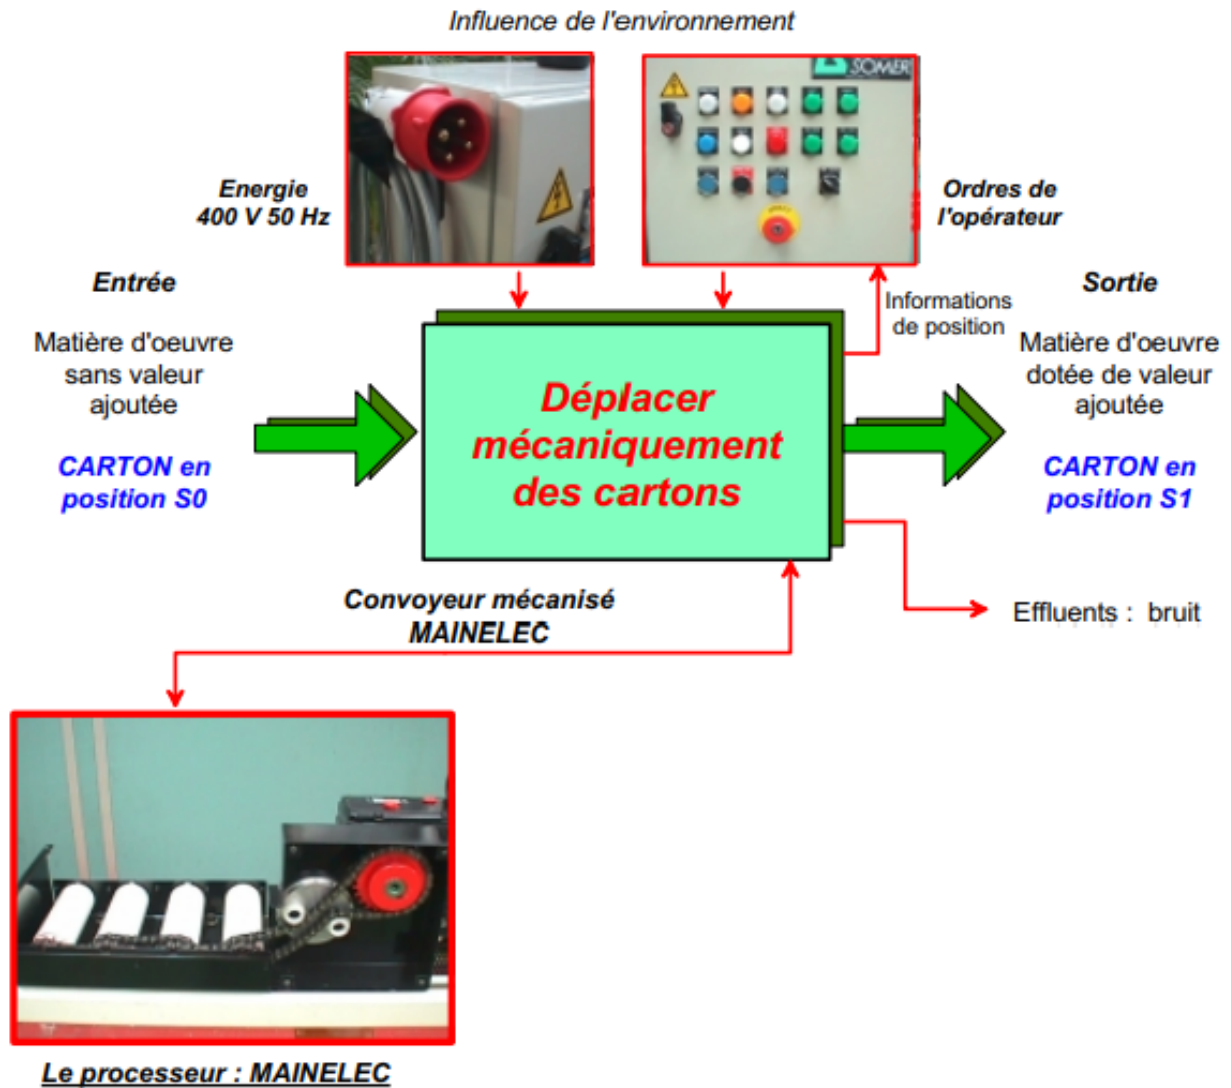 Influence de l'environnement
SOMER
Energie
400 V 50 Hz
Ordres de
l'opérateur
Entrée
Sortie
Informations
de position
Matière d'oeuvre
sans valeur
ajoutée
Matière d'oeuvre
dotée de valeur
ajoutée
Déplacer
mécaniquement
des cartons
CARTON en
position S0
CARTON en
position S1
Convoyeur mécanisé
MAINELEC
Effluents : bruit
Le processeur : MAINELEC